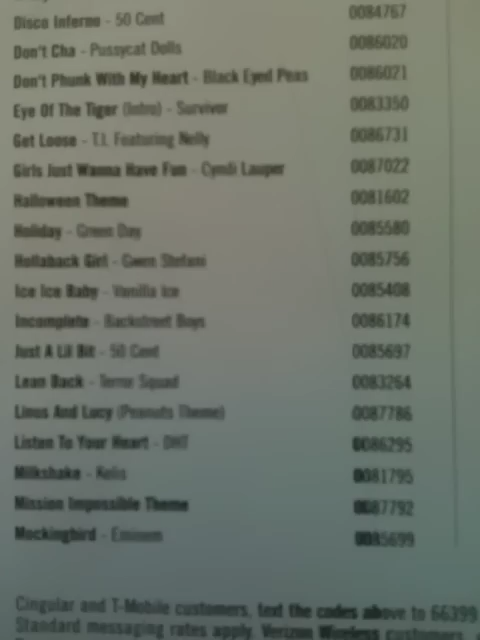 Disco Inferno - 50 Cent 0084767
Don't Cha - Pussycat Dolls 0086020
Don't Phunk With My Heart - Black Eyed Peas 0086021
Eye Of The Tiger (Intro) - Survivor 0083350
Get Loose - T.I. Featuring Nelly 0086731
Girls Just Wanna Have Fun - Cyndi Lauper 0087022
Halloween Theme 0081602
Holiday - Green Day 0085580
Hollaback Girl - Gwen Stefani 0085756
Ice Ice Baby - Vanilla Ice 0085408
Incomplete - Backstreet Boys 0086174
Just A Lil Bit - 50 Cent 0085697
Lean Back - Terror Squad 0083264
Linus And Lucy (Peanuts Theme) 0087786
Listen To Your Heart - DHT 0086295
Milkshake - Kelis 0081795
Mission Impossible Theme 0087792
Mockingbird - Eminem 0085699
Cingular and T-Mobile customers, text the codes above to 66399
Standard messaging rates apply. Verizon Wireless customers,